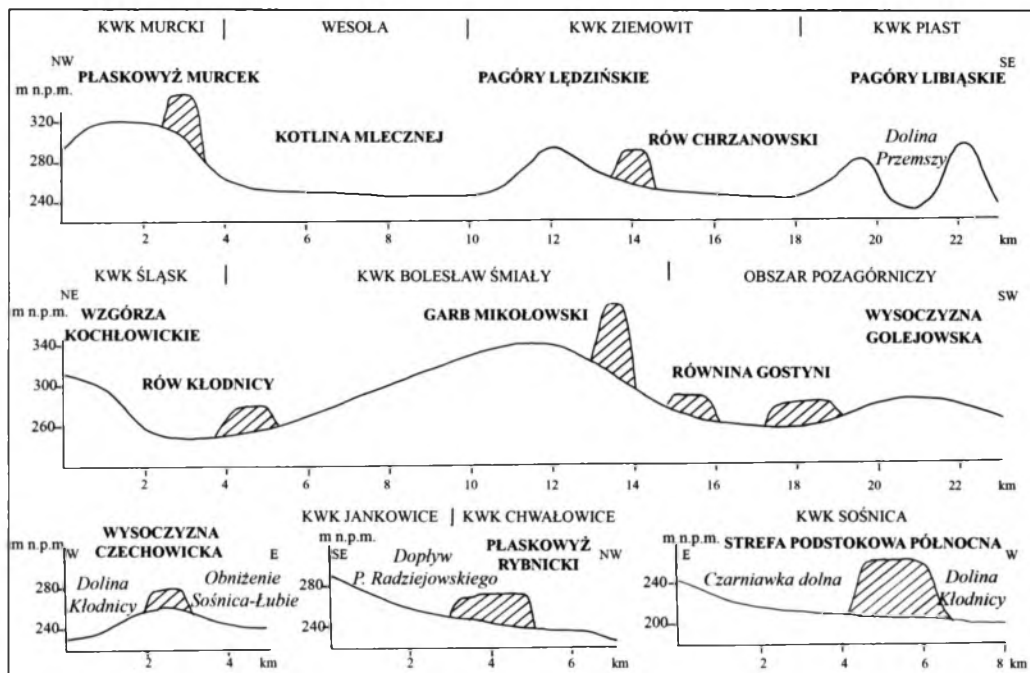 KWK MURCKI | WESOŁA | KWK ZIEMOWIT | KWK PIAST
NW SE
PŁASKOWYŻ MURCEK PAGÓRY LĘDZIŃSKIE PAGÓRY LIBIĄSKIE
m n.p.m.
320
KOTLINA MLECZNEJ RÓW CHRZANOWSKI Dolina
Przemszy
280
240
2 4 6 8 10 12 14 16 18 20 22 km
KWK ŚLĄSK | KWK BOLESŁAW ŚMIAŁY | OBSZAR POZAGÓRNICZY
NE SW
m n.p.m. WZGÓRZA GARB MIKOŁOWSKI WYSOCZYZNA
KOCHŁOWICKIE GOLEJOWSKA
340
RÓW KŁODNICY RÓWNINA GOSTYNI
300
260
2 4 6 8 10 12 14 16 18 20 22 km
WYSOCZYZNA
CZECHOWICKA
m n.p.m.
W E
Dolina
Kłodnicy
Obniżenie
Sośnica-Łubie
280
240
2 4 km
KWK JANKOWICE | KWK CHWAŁOWICE
m n.p.m.
SE NW
Dopływ
P. Radziejowskiego
PŁASKOWYŻ
RYBNICKI
280
240
2 4 6 km
KWK SOŚNICA
m n.p.m.
E W
STREFA PODSTOKOWA PÓŁNOCNA
Czarniawka dolna
Dolina
Kłodnicy
240
200
2 4 6 8 km